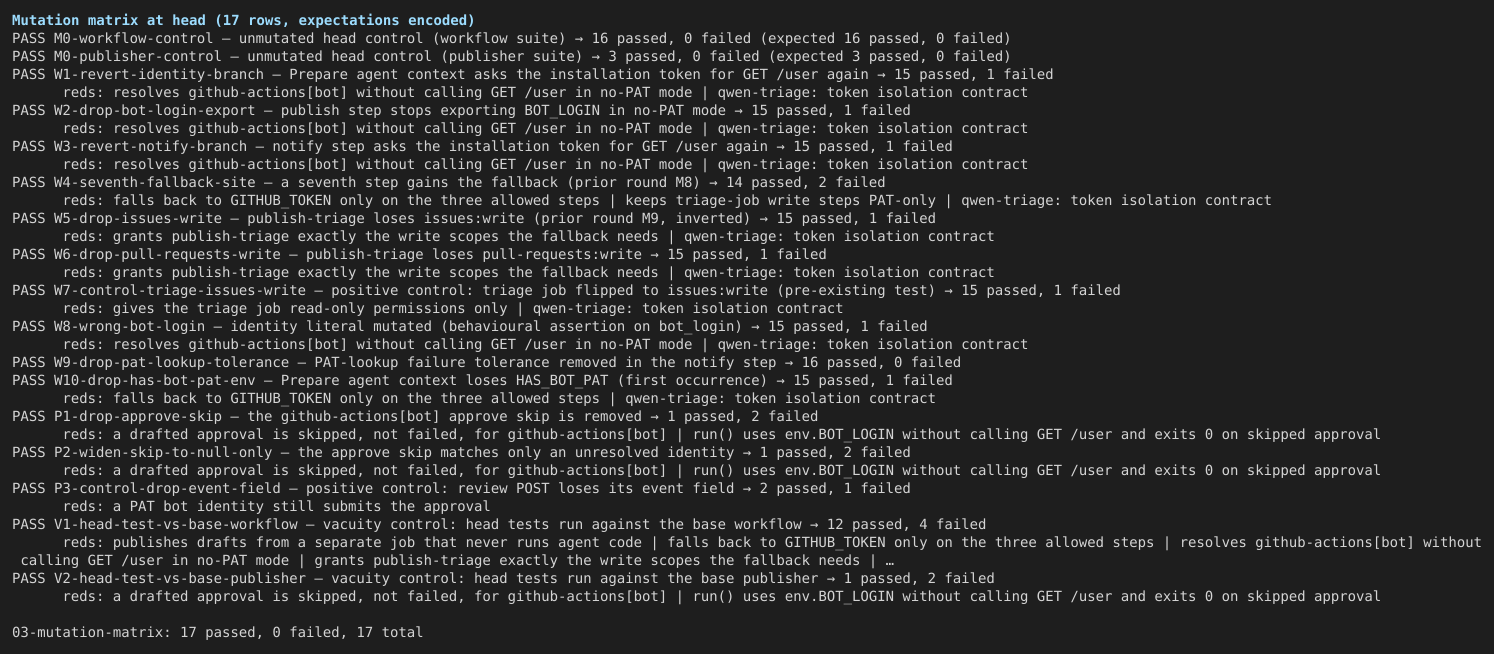 Mutation matrix at head (17 rows, expectations encoded)
PASS M0-workflow-control — unmutated head control (workflow suite) → 16 passed, 0 failed (expected 16 passed, 0 failed)
PASS M0-publisher-control — unmutated head control (publisher suite) → 3 passed, 0 failed (expected 3 passed, 0 failed)
PASS W1-revert-identity-branch — Prepare agent context asks the installation token for GET /user again → 15 passed, 1 failed
reds: resolves github-actions[bot] without calling GET /user in no-PAT mode | qwen-triage: token isolation contract
PASS W2-drop-bot-login-export — publish step stops exporting BOT_LOGIN in no-PAT mode → 15 passed, 1 failed
reds: resolves github-actions[bot] without calling GET /user in no-PAT mode | qwen-triage: token isolation contract
PASS W3-revert-notify-branch — notify step asks the installation token for GET /user again → 15 passed, 1 failed
reds: resolves github-actions[bot] without calling GET /user in no-PAT mode | qwen-triage: token isolation contract
PASS W4-seventh-fallback-site — a seventh step gains the fallback (prior round M8) → 14 passed, 2 failed
reds: falls back to GITHUB_TOKEN only on the three allowed steps | keeps triage-job write steps PAT-only | qwen-triage: token isolation contract
PASS W5-drop-issues-write — publish-triage loses issues:write (prior round M9, inverted) → 15 passed, 1 failed
reds: grants publish-triage exactly the write scopes the fallback needs | qwen-triage: token isolation contract
PASS W6-drop-pull-requests-write — publish-triage loses pull-requests:write → 15 passed, 1 failed
reds: grants publish-triage exactly the write scopes the fallback needs | qwen-triage: token isolation contract
PASS W7-control-triage-issues-write — positive control: triage job flipped to issues:write (pre-existing test) → 15 passed, 1 failed
reds: gives the triage job read-only permissions only | qwen-triage: token isolation contract
PASS W8-wrong-bot-login — identity literal mutated (behavioural assertion on bot_login) → 15 passed, 1 failed
reds: resolves github-actions[bot] without calling GET /user in no-PAT mode | qwen-triage: token isolation contract
PASS W9-drop-pat-lookup-tolerance — PAT-lookup failure tolerance removed in the notify step → 16 passed, 0 failed
PASS W10-drop-has-bot-pat-env — Prepare agent context loses HAS_BOT_PAT (first occurrence) → 15 passed, 1 failed
reds: falls back to GITHUB_TOKEN only on the three allowed steps | qwen-triage: token isolation contract
PASS P1-drop-approve-skip — the github-actions[bot] approve skip is removed → 1 passed, 2 failed
reds: a drafted approval is skipped, not failed, for github-actions[bot] | run() uses env.BOT_LOGIN without calling GET /user and exits 0 on skipped approval
PASS P2-widen-skip-to-null-only — the approve skip matches only an unresolved identity → 1 passed, 2 failed
reds: a drafted approval is skipped, not failed, for github-actions[bot] | run() uses env.BOT_LOGIN without calling GET /user and exits 0 on skipped approval
PASS P3-control-drop-event-field — positive control: review POST loses its event field → 2 passed, 1 failed
reds: a PAT bot identity still submits the approval
PASS V1-head-test-vs-base-workflow — vacuity control: head tests run against the base workflow → 12 passed, 4 failed
reds: publishes drafts from a separate job that never runs agent code | falls back to GITHUB_TOKEN only on the three allowed steps | resolves github-actions[bot] without
calling GET /user in no-PAT mode | grants publish-triage exactly the write scopes the fallback needs | …
PASS V2-head-test-vs-base-publisher — vacuity control: head tests run against the base publisher → 1 passed, 2 failed
reds: a drafted approval is skipped, not failed, for github-actions[bot] | run() uses env.BOT_LOGIN without calling GET /user and exits 0 on skipped approval
03-mutation-matrix: 17 passed, 0 failed, 17 total